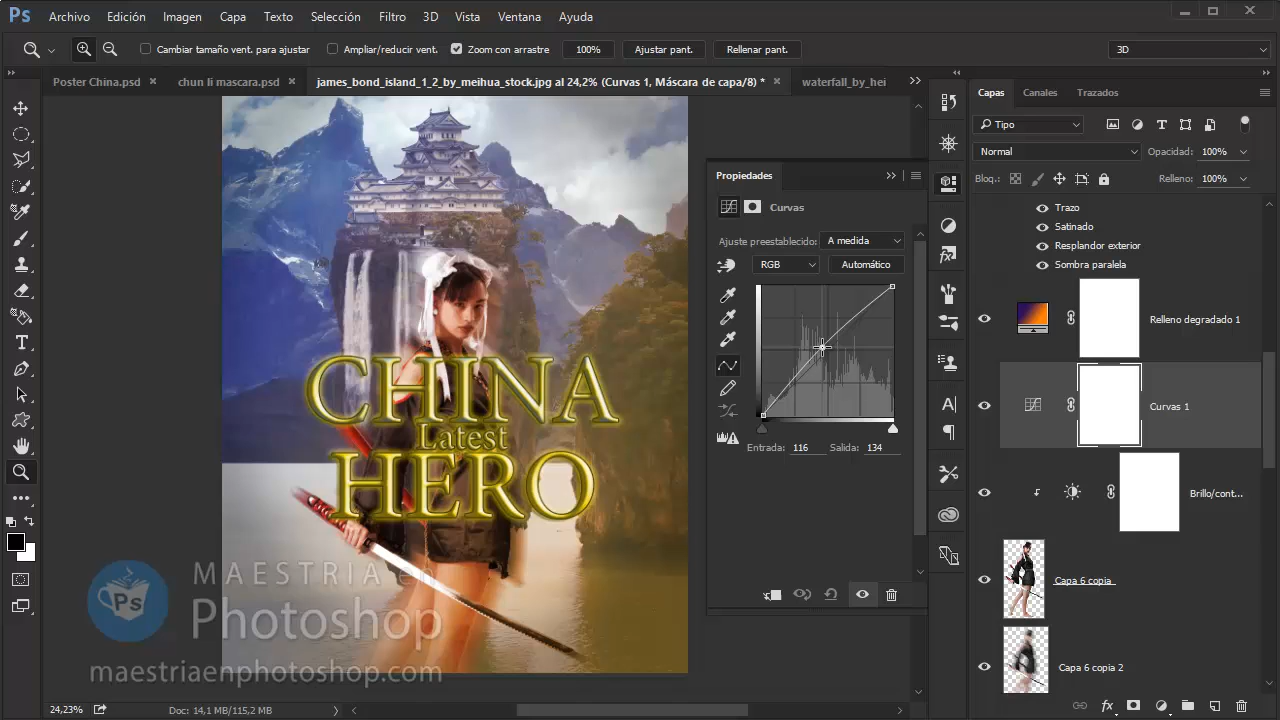 Ps Archivo Edición Imagen Capa Texto Selección Filtro 3D Vista Ventana Ayuda
Cambiar tamaño vent. para ajustar Ampliar/reducir vent. Zoom con arrastre 100% Ajustar pant. Rellenar pant. 3D
Poster China.psd × chun li mascara.psd × james_bond_island_1_2_by_meihua_stock.jpg al 24,2% (Curvas 1, Máscara de capa/8) * × waterfall_by_hei
Capas Canales Trazados
Tipo
Normal Opacidad: 100%
Bloq.: Relleno: 100%
Propiedades
Curvas
Ajuste preestablecido: A medida
RGB Automático
Entrada: 116 Salida: 134
Trazo
Satinado
Resplandor exterior
Sombra paralela
Relleno degradado 1
Curvas 1
Brillo/cont...
Capa 6 copia
Capa 6 copia 2
CHINA
Latest
HERO
Ps
MAESTRIA en
Photoshop
maestriaenphotoshop.com
24,23% Doc: 14,1 MB/115,2 MB